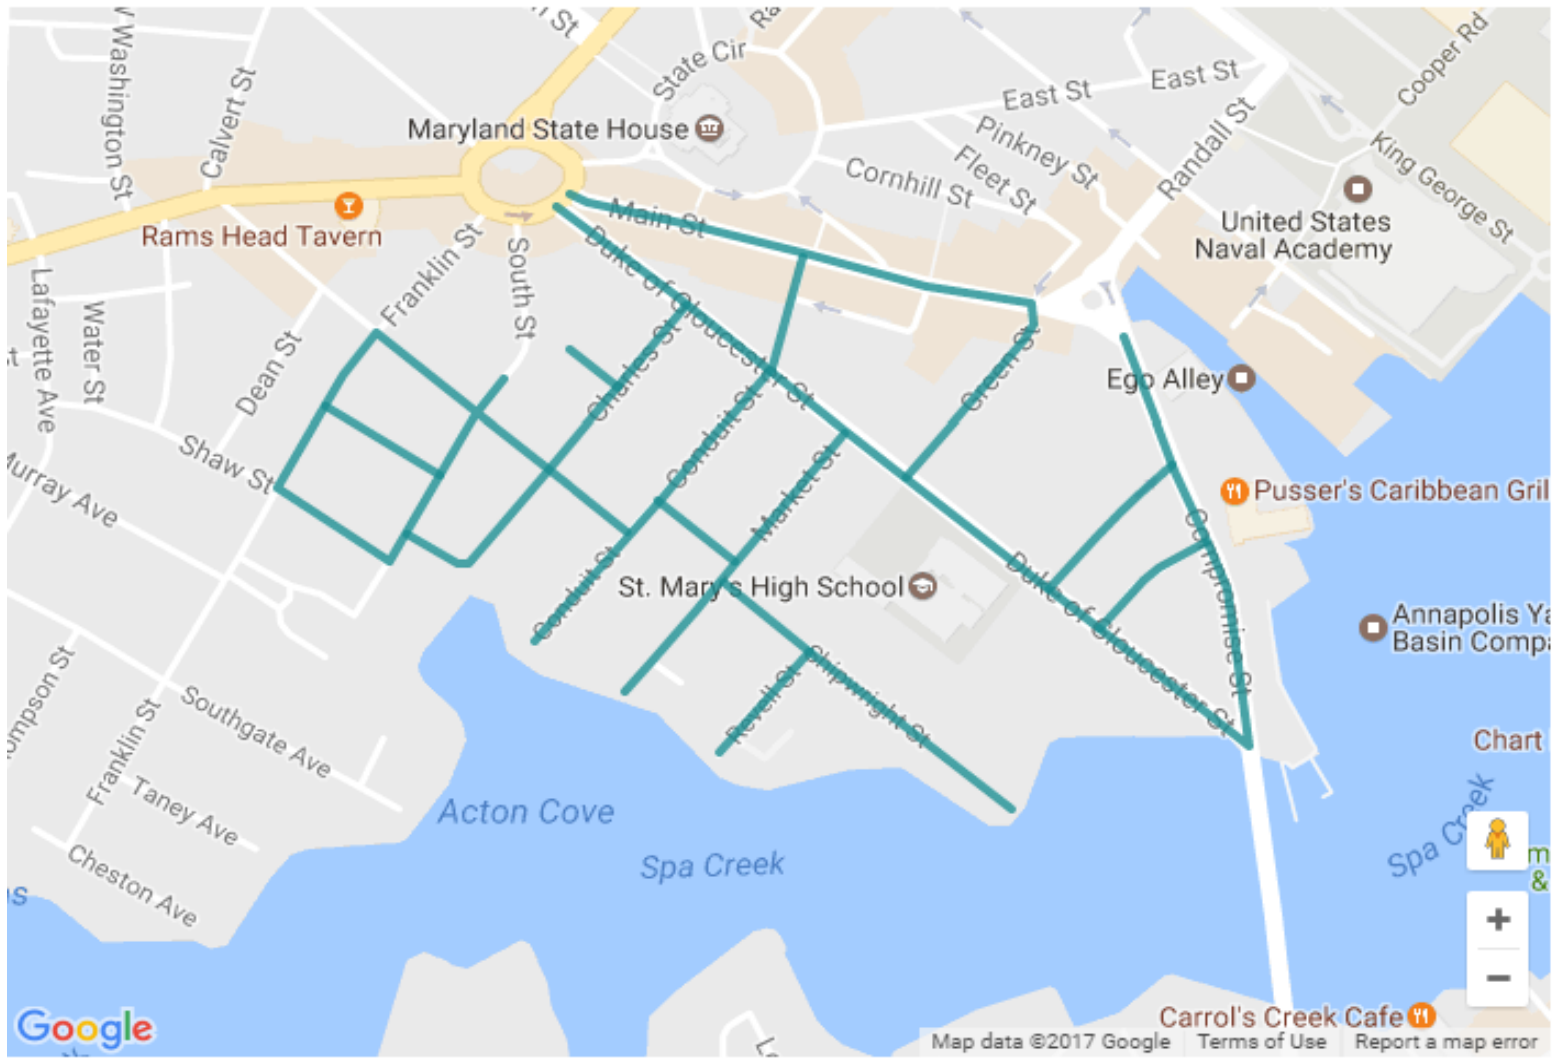 Washington St
Calvert St
State Cir
East St
East St
Cooper Rd
Maryland State House
Pinkney St
Fleet St
Cornhill St
Randall St
King George St
United States
Naval Academy
Rams Head Tavern
Main St
Duke of Gloucester St
Franklin St
South St
Lafayette Ave
Water St
Dean St
Charles St
Conduit St
Green St
Ego Alley
Shaw St
Murray Ave
Market St
Pusser's Caribbean Gril
Conduit St
St. Mary's High School
Duke of Gloucester St
Compromise St
Annapolis Ya
Basin Compa
Revell St
Shipwright St
ompson St
Southgate Ave
Franklin St
Taney Ave
Cheston Ave
Chart
Acton Cove
Spa Creek
Spa Creek
&
+
−
Carrol's Creek Cafe
Google
Map data ©2017 Google
Terms of Use
Report a map error